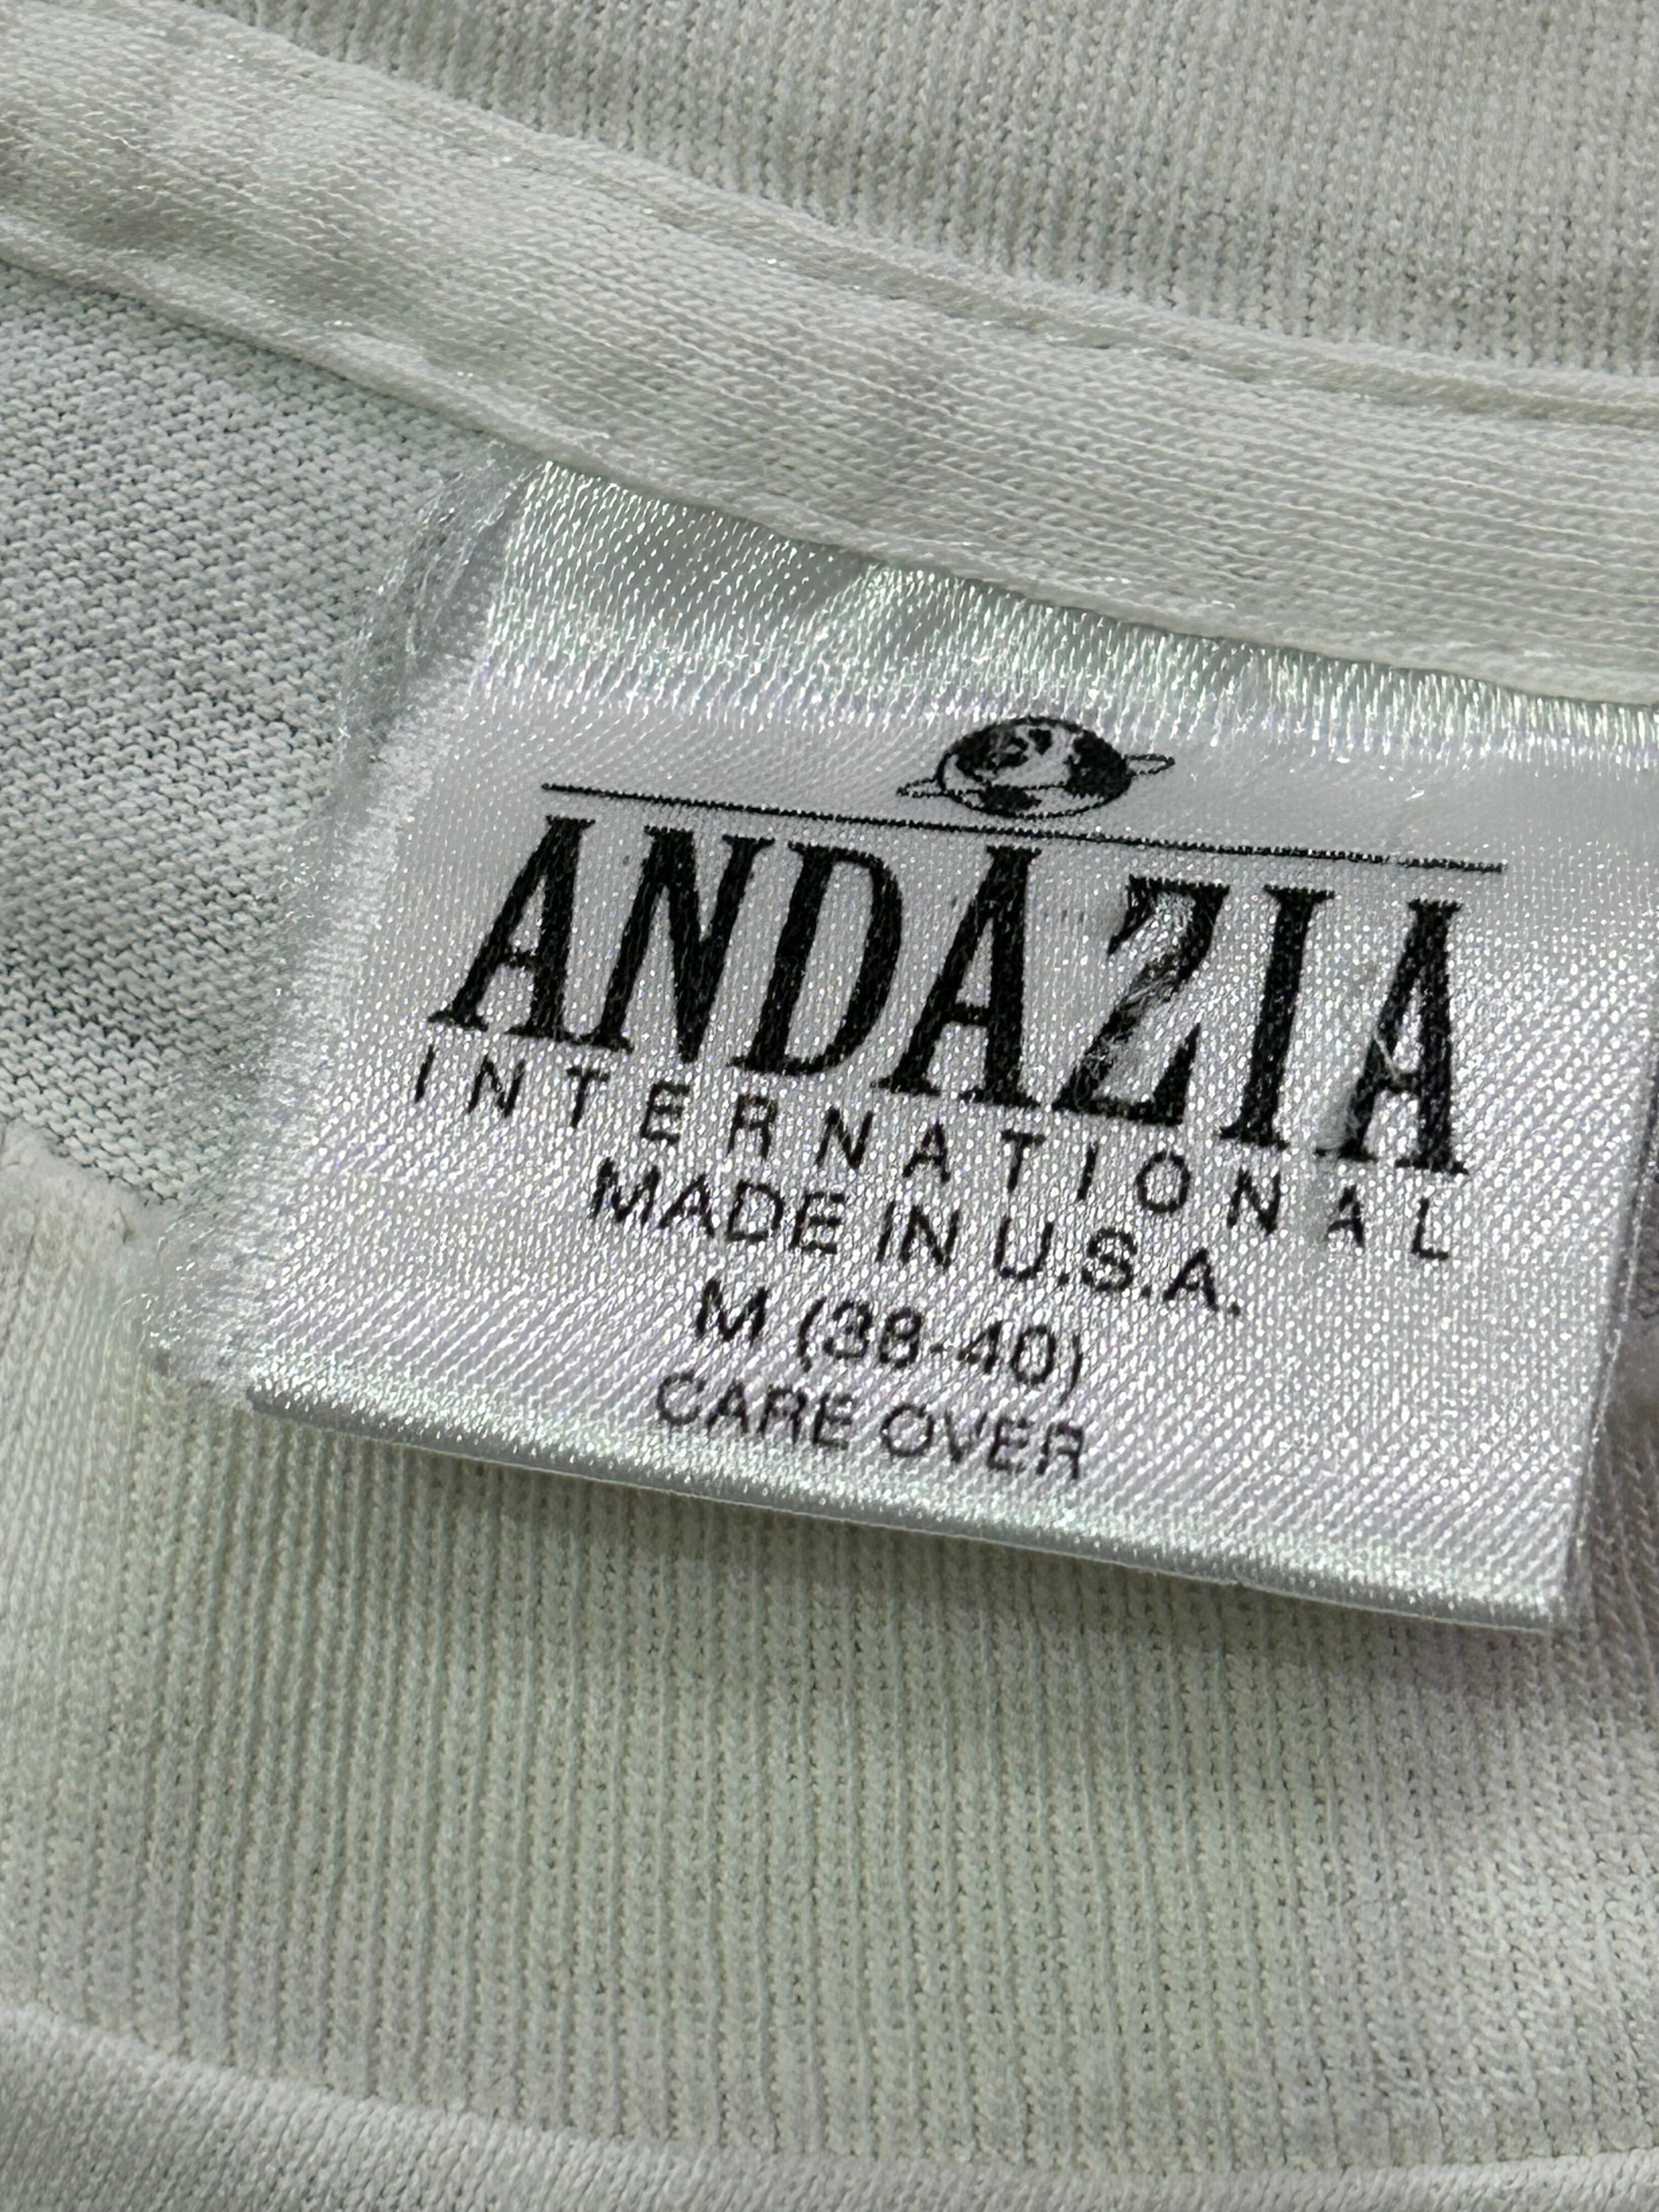 ANDAZIA
INTERNATIONAL
MADE IN U.S.A.
M (38-40)
CARE OVER